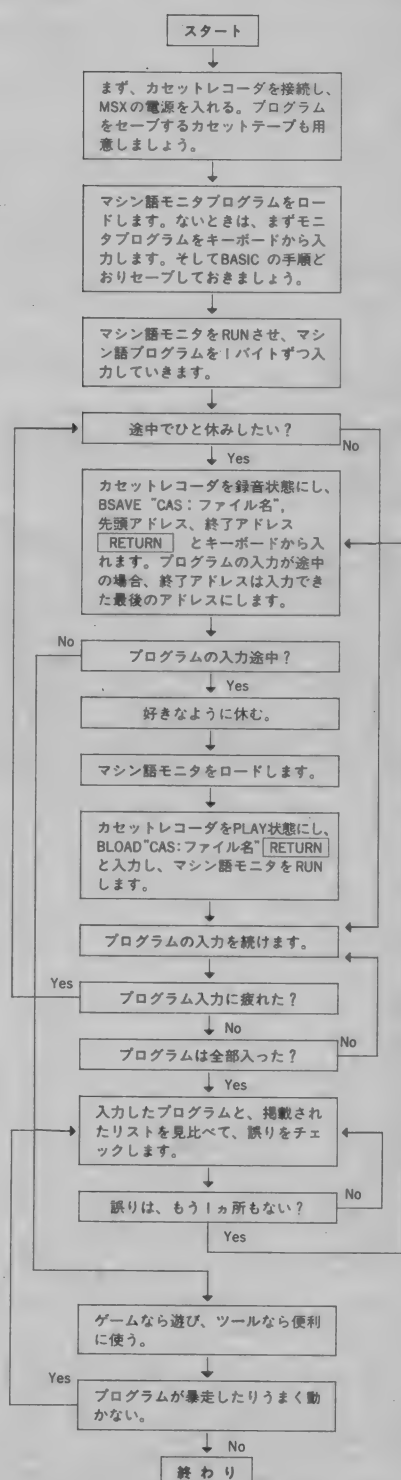 スタート
まず、カセットレコーダを接続し、
MSXの電源を入れる。プログラム
をセーブするカセットテープも用
意しましょう。
マシン語モニタプログラムをロー
ドします。ないときは、まずモニ
タプログラムをキーボードから入
力します。そしてBASIC の手順ど
おりセーブしておきましょう。
マシン語モニタをRUNさせ、マシ
ン語プログラムを1バイトずつ入
力していきます。
途中でひと休みしたい?
No
Yes
カセットレコーダを録音状態にし、
BSAVE "CAS:ファイル名",
先頭アドレス、終了アドレス
RETURN とキーボードから入
れます。プログラムの入力が途中
の場合、終了アドレスは入力でき
た最後のアドレスにします。
No
プログラムの入力途中?
Yes
好きなように休む。
マシン語モニタをロードします。
カセットレコーダをPLAY状態にし、
BLOAD"CAS:ファイル名" RETURN
と入力し、マシン語モニタをRUN
します。
プログラムの入力を続けます。
Yes
プログラム入力に疲れた?
No
プログラムは全部入った?
No
Yes
入力したプログラムと、掲載され
たリストを見比べて、誤りをチェ
ックします。
誤りは、もう1ヵ所もない?
No
Yes
ゲームなら遊び、ツールなら便利
に使う。
Yes
プログラムが暴走したりうまく動
かない。
No
終わり